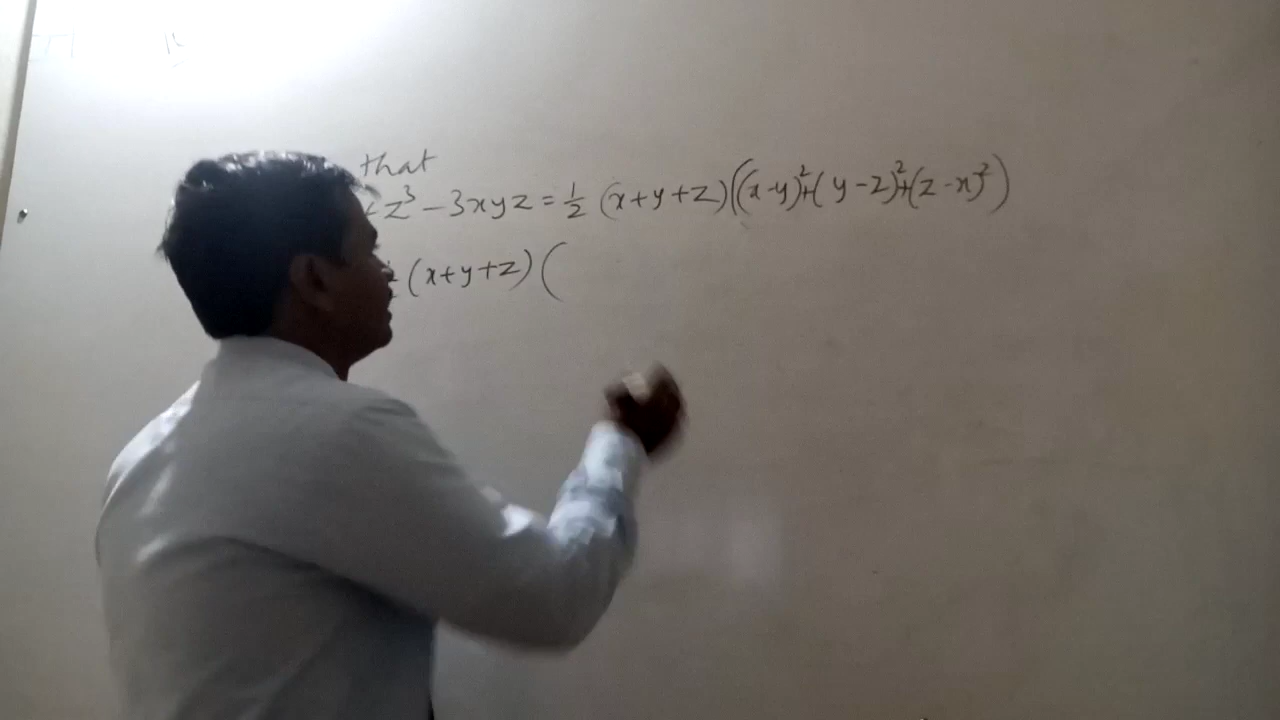 that
+ z³ - 3xyz = 1/2 (x+y+z)((x-y)²+(y-z)²+(z-x)²)
(x+y+z)(